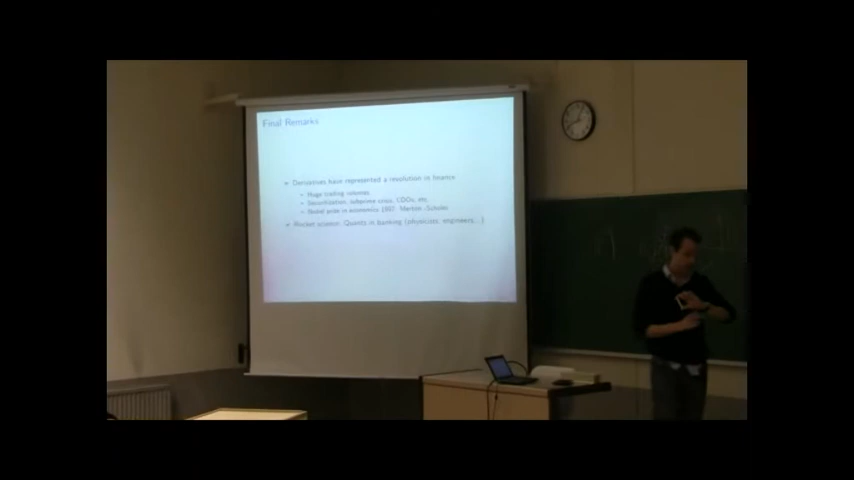 Final Remarks
Derivatives have represented a revolution in finance
Huge trading volumes
Securitization, subprime crisis, CDOs, etc.
Nobel prize in economics 1997: Merton, Scholes
Rocket science: Quants in banking (physicists, engineers,..)